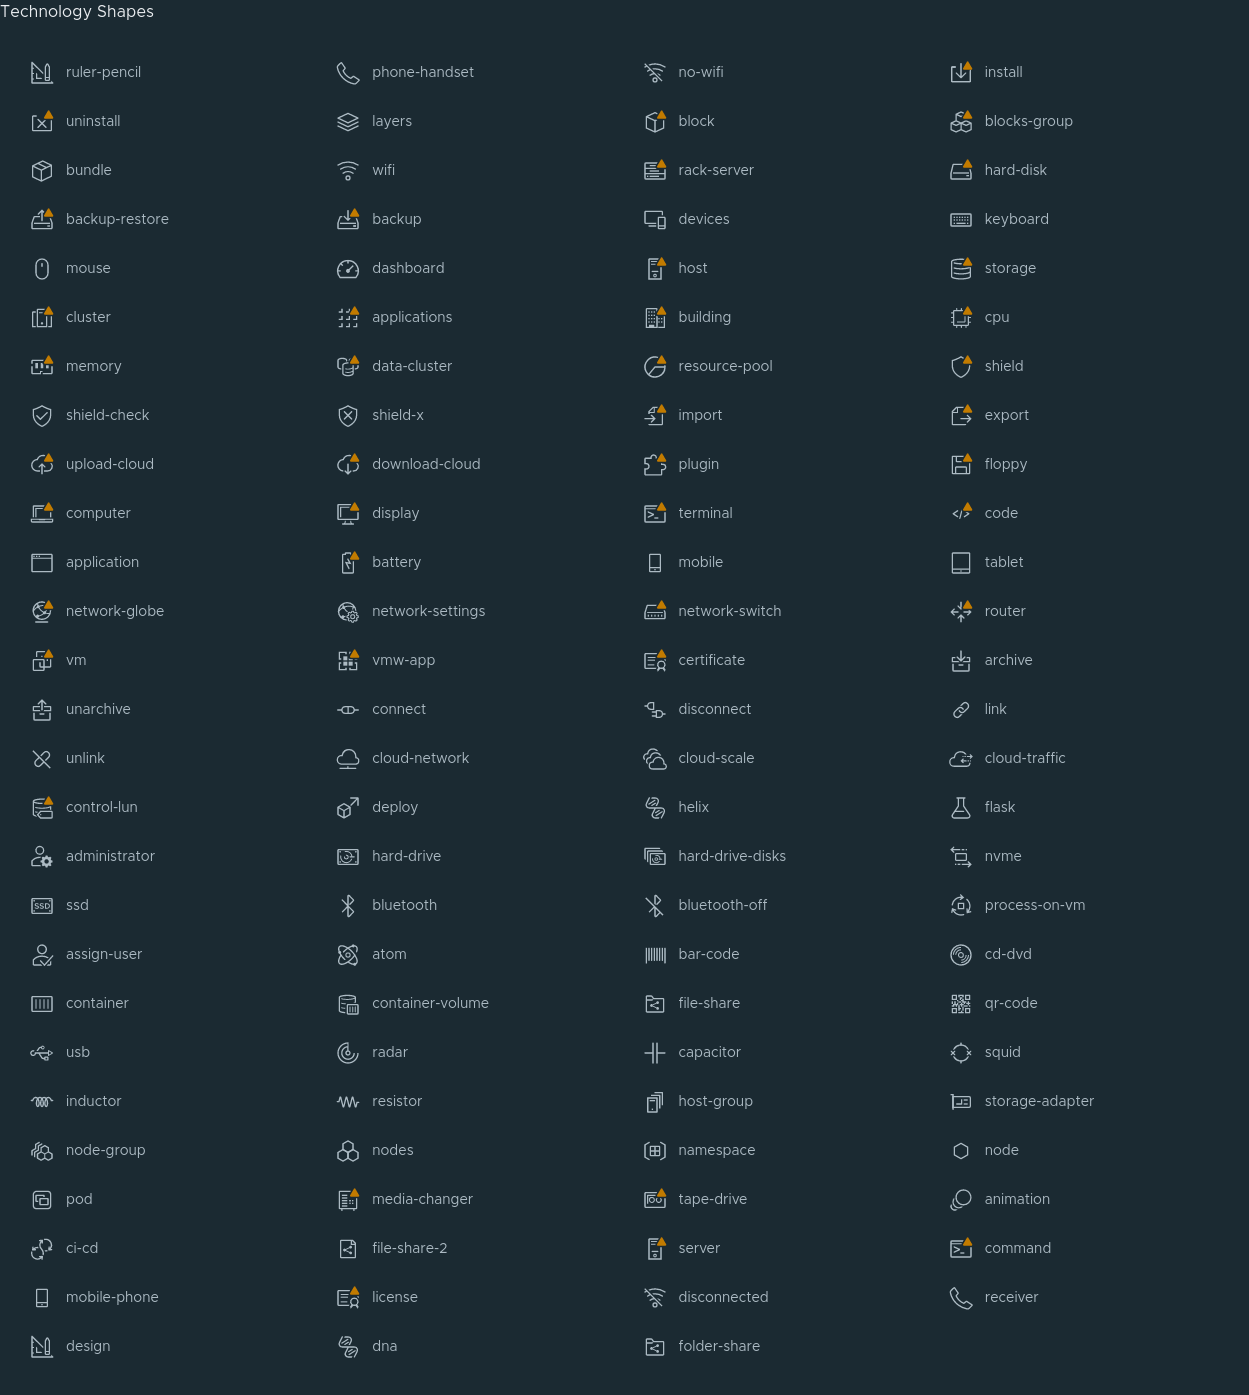 Technology Shapes
ruler-pencil phone-handset no-wifi install
uninstall layers block blocks-group
bundle wifi rack-server hard-disk
backup-restore backup devices keyboard
mouse dashboard host storage
cluster applications building cpu
memory data-cluster resource-pool shield
shield-check shield-x import export
upload-cloud download-cloud plugin floppy
computer display terminal code
application battery mobile tablet
network-globe network-settings network-switch router
vm vmw-app certificate archive
unarchive connect disconnect link
unlink cloud-network cloud-scale cloud-traffic
control-lun deploy helix flask
administrator hard-drive hard-drive-disks nvme
SSD ssd bluetooth bluetooth-off process-on-vm
assign-user atom bar-code cd-dvd
container container-volume file-share qr-code
usb radar capacitor squid
inductor resistor host-group storage-adapter
node-group nodes namespace node
pod media-changer tape-drive animation
ci-cd file-share-2 server command
mobile-phone license disconnected receiver
design dna folder-share